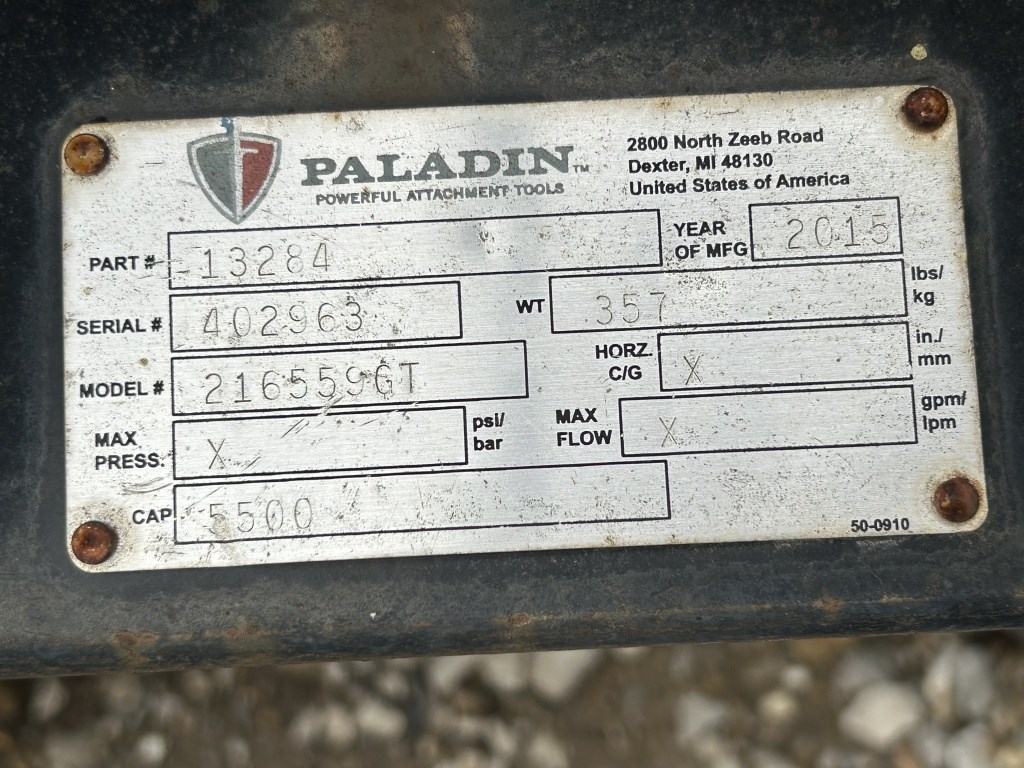 PALADIN™
POWERFUL ATTACHMENT TOOLS
2800 North Zeeb Road
Dexter, MI 48130
United States of America
PART # 13284
YEAR OF MFG 2015
SERIAL # 402963
WT 357 lbs/ kg
MODEL # 216559GT
HORZ. C/G X in./ mm
MAX PRESS. X psi/ bar
MAX FLOW X gpm/ lpm
CAP 5500
50-0910